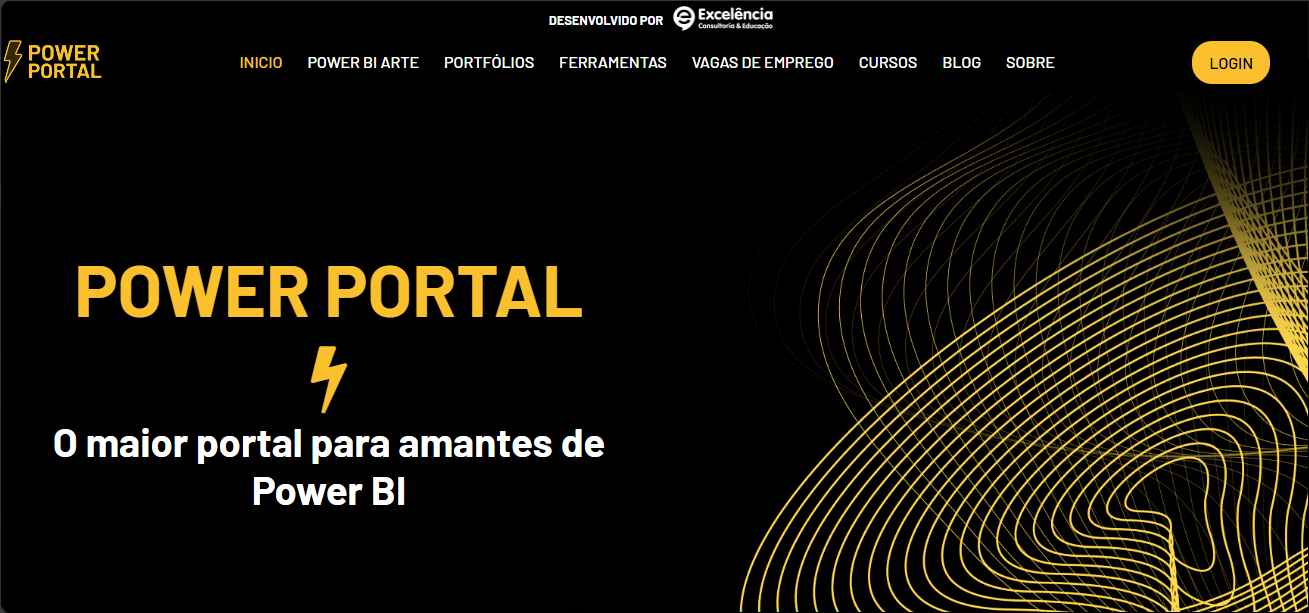 DESENVOLVIDO POR Excelência
Consultoria & Educação
POWER
PORTAL
INICIO POWER BI ARTE PORTFÓLIOS FERRAMENTAS VAGAS DE EMPREGO CURSOS BLOG SOBRE LOGIN
POWER PORTAL
O maior portal para amantes de
Power BI